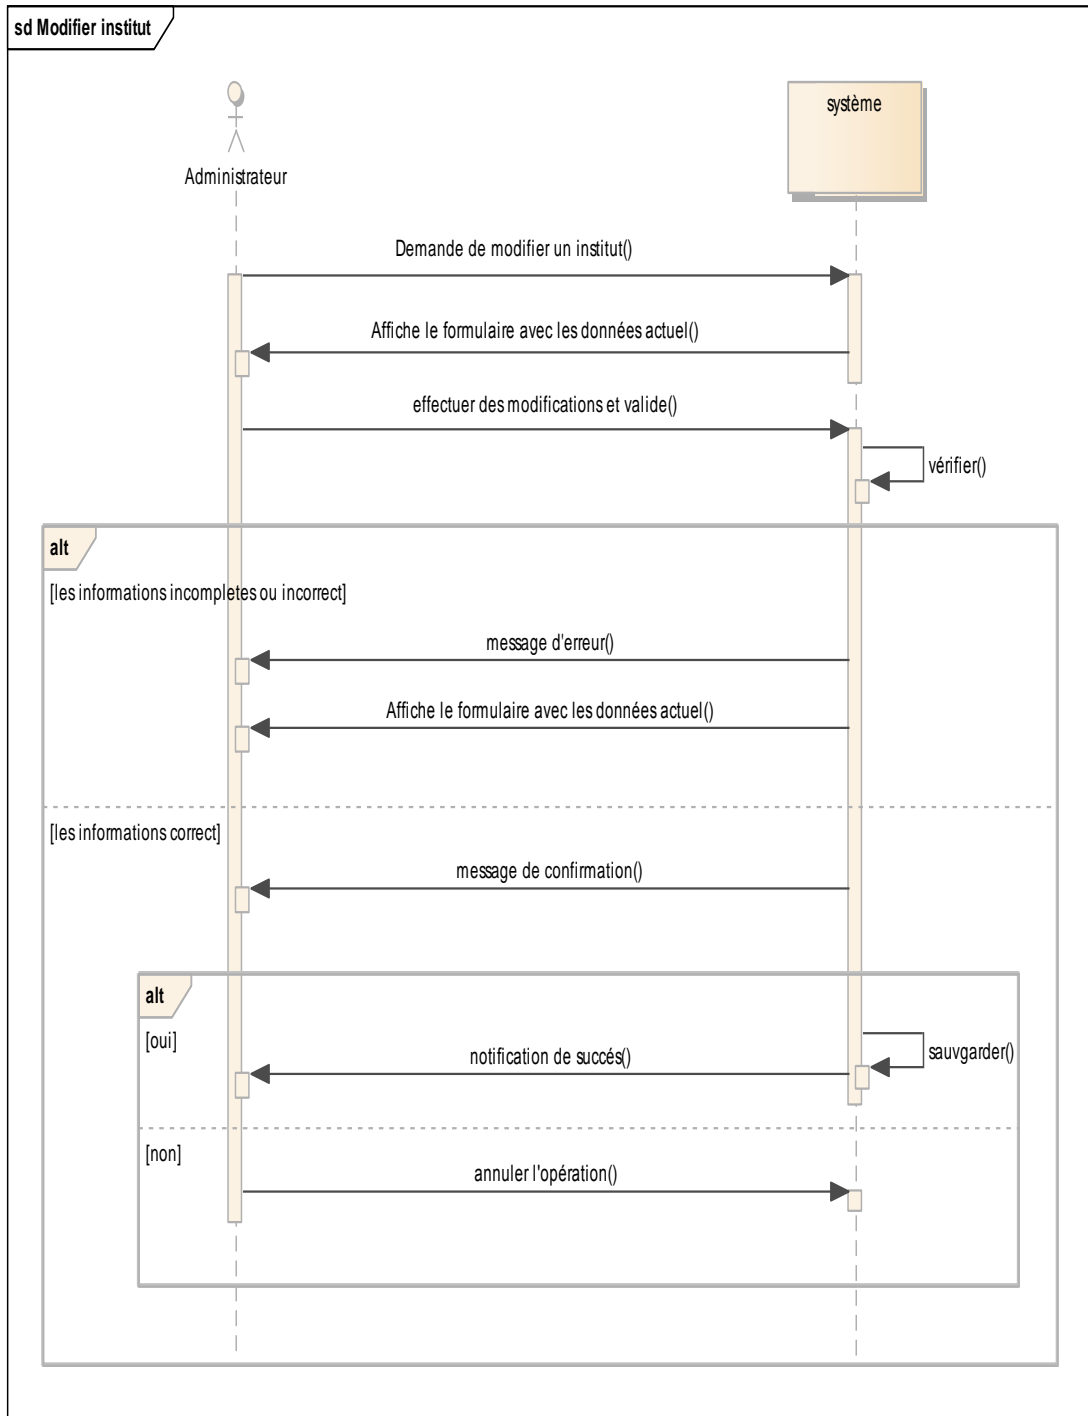 sd Modifier institut
système
Administrateur
Demande de modifier un institut()
Affiche le formulaire avec les données actuel()
effectuer des modifications et valide()
vérifier()
alt
[les informations incompletes ou incorrect]
message d'erreur()
Affiche le formulaire avec les données actuel()
[les informations correct]
message de confirmation()
alt
[oui]
sauvgarder()
notification de succés()
[non]
annuler l'opération()